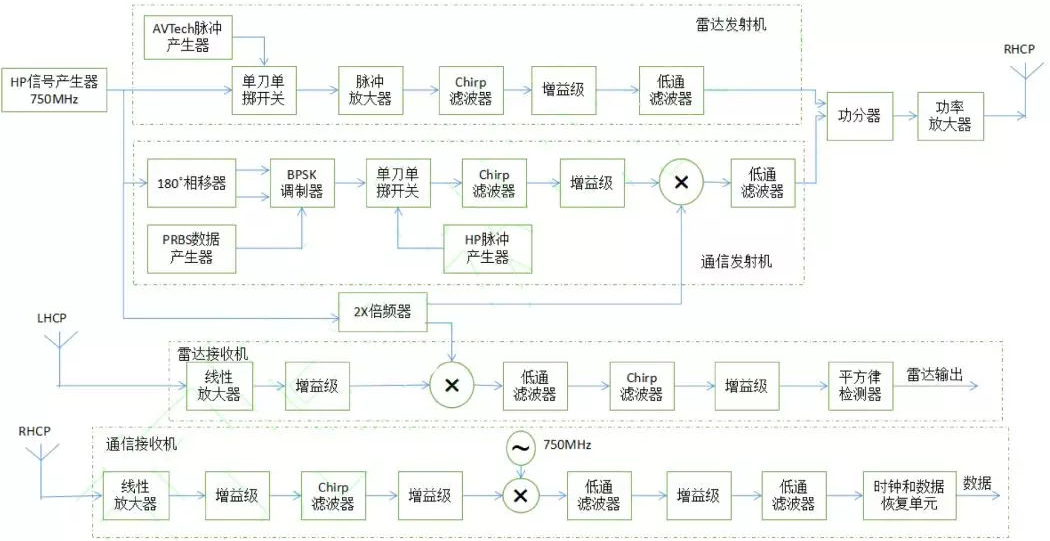 雷达发射机
AVTech脉冲
产生器
HP信号产生器
750MHz
单刀单
掷开关
脉冲
放大器
Chirp
滤波器
增益级
低通
滤波器
RHCP
功分器
功率
放大器
180°相移器
BPSK
调制器
单刀单
掷开关
Chirp
滤波器
增益级
×
低通
滤波器
PRBS数据
产生器
HP脉冲
产生器
通信发射机
2X倍频器
LHCP
雷达接收机
线性
放大器
增益级
×
低通
滤波器
Chirp
滤波器
增益级
平方律
检测器
雷达输出
RHCP
通信接收机
~
750MHz
线性
放大器
增益级
Chirp
滤波器
增益级
×
低通
滤波器
增益级
低通
滤波器
时钟和数据
恢复单元
数据